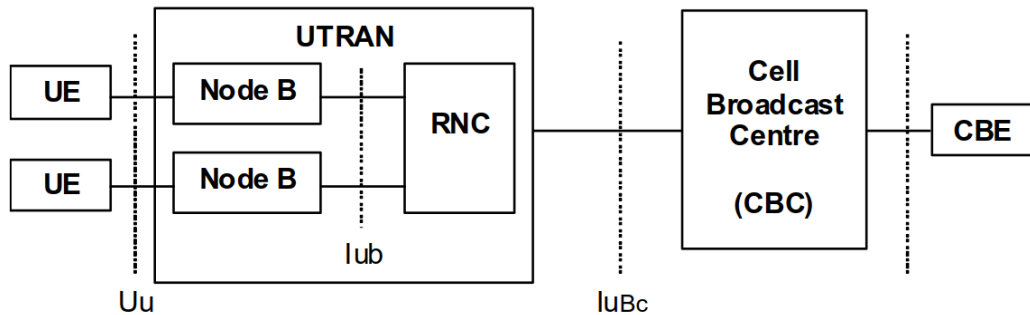 UTRAN
UE
Node B
RNC
Cell
Broadcast
Centre
(CBC)
CBE
UE
Node B
Iub
Uu
IuBc